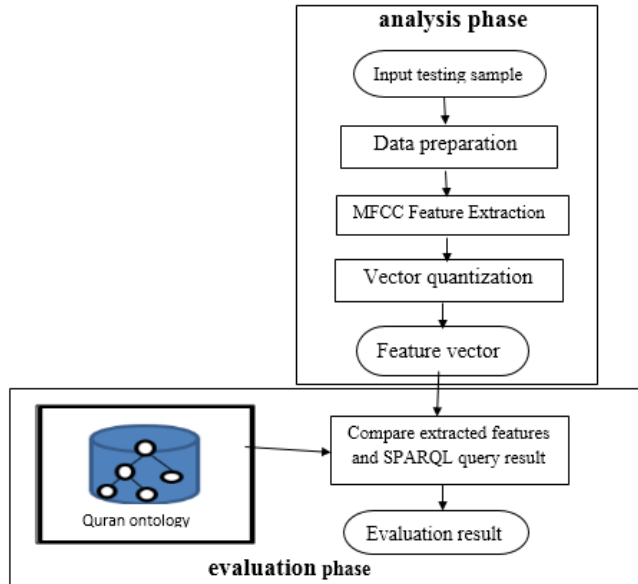 analysis phase
Input testing sample
Data preparation
MFCC Feature Extraction
Vector quantization
Feature vector
Compare extracted features
and SPARQL query result
Quran ontology
Evaluation result
evaluation phase